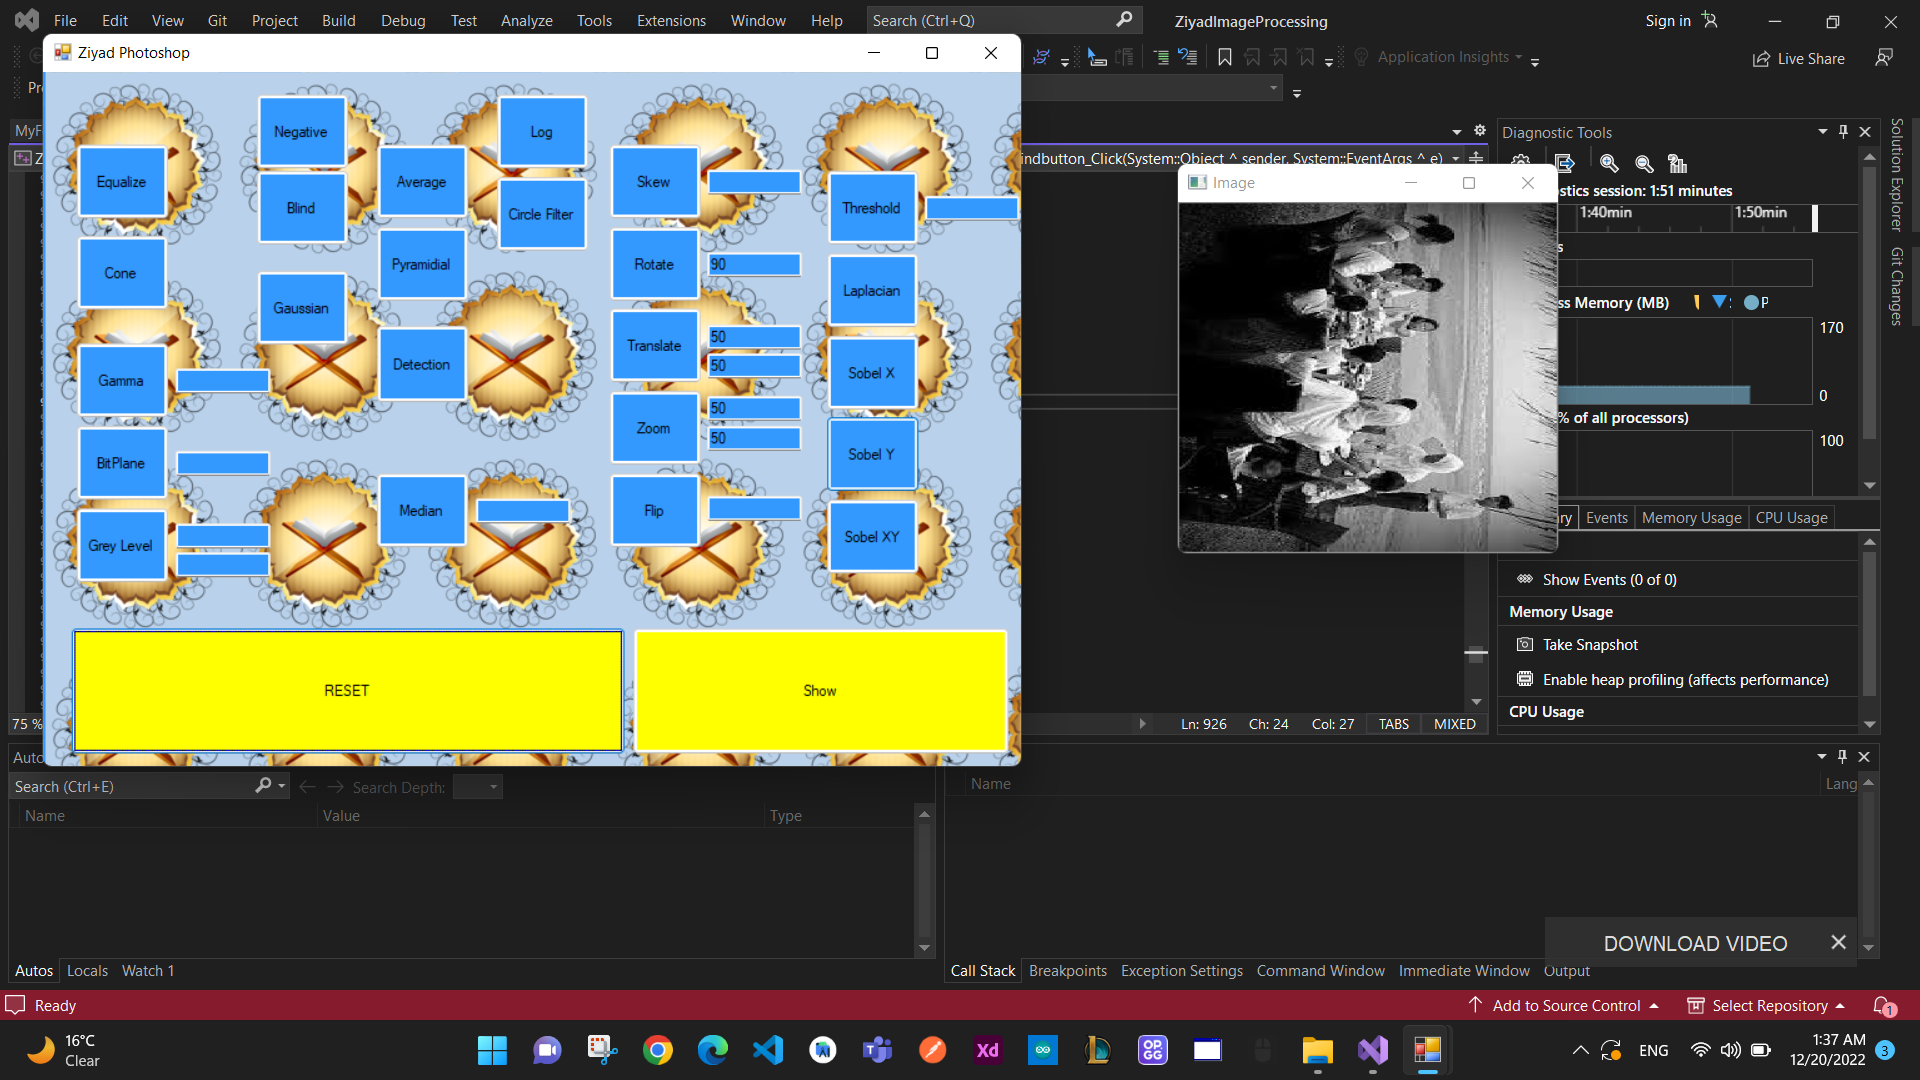 File Edit View Git Project Build Debug Test Analyze Tools Extensions Window Help Search (Ctrl+Q) ZiyadImageProcessing Sign in
Ziyad Photoshop
Application Insights
Live Share
Negative
Log
Equalize
Average
Skew
Blind
Circle Filter
Threshold
Cone
Pyramidial
Rotate
90
Laplacian
Gaussian
Translate
50
50
Gamma
Detection
Sobel X
Zoom
50
50
BitPlane
Sobel Y
Median
Flip
Grey Level
Sobel XY
RESET
Show
indbutton_Click(System::Object ^ sender, System::EventArgs ^ e)
Image
Diagnostic Tools
stics session: 1:51 minutes
1:40min 1:50min
ss Memory (MB)
170
0
% of all processors)
100
Events Memory Usage CPU Usage
Show Events (0 of 0)
Memory Usage
Take Snapshot
Enable heap profiling (affects performance)
CPU Usage
Solution Explorer
Git Changes
75 %
Ln: 926 Ch: 24 Col: 27 TABS MIXED
Search (Ctrl+E) Search Depth:
Name Value Type
Autos Locals Watch 1
Name Lang
DOWNLOAD VIDEO
Call Stack Breakpoints Exception Settings Command Window Immediate Window Output
Ready Add to Source Control Select Repository 1
16°C
Clear
Xd
OP.GG
ENG
1:37 AM
12/20/2022
3